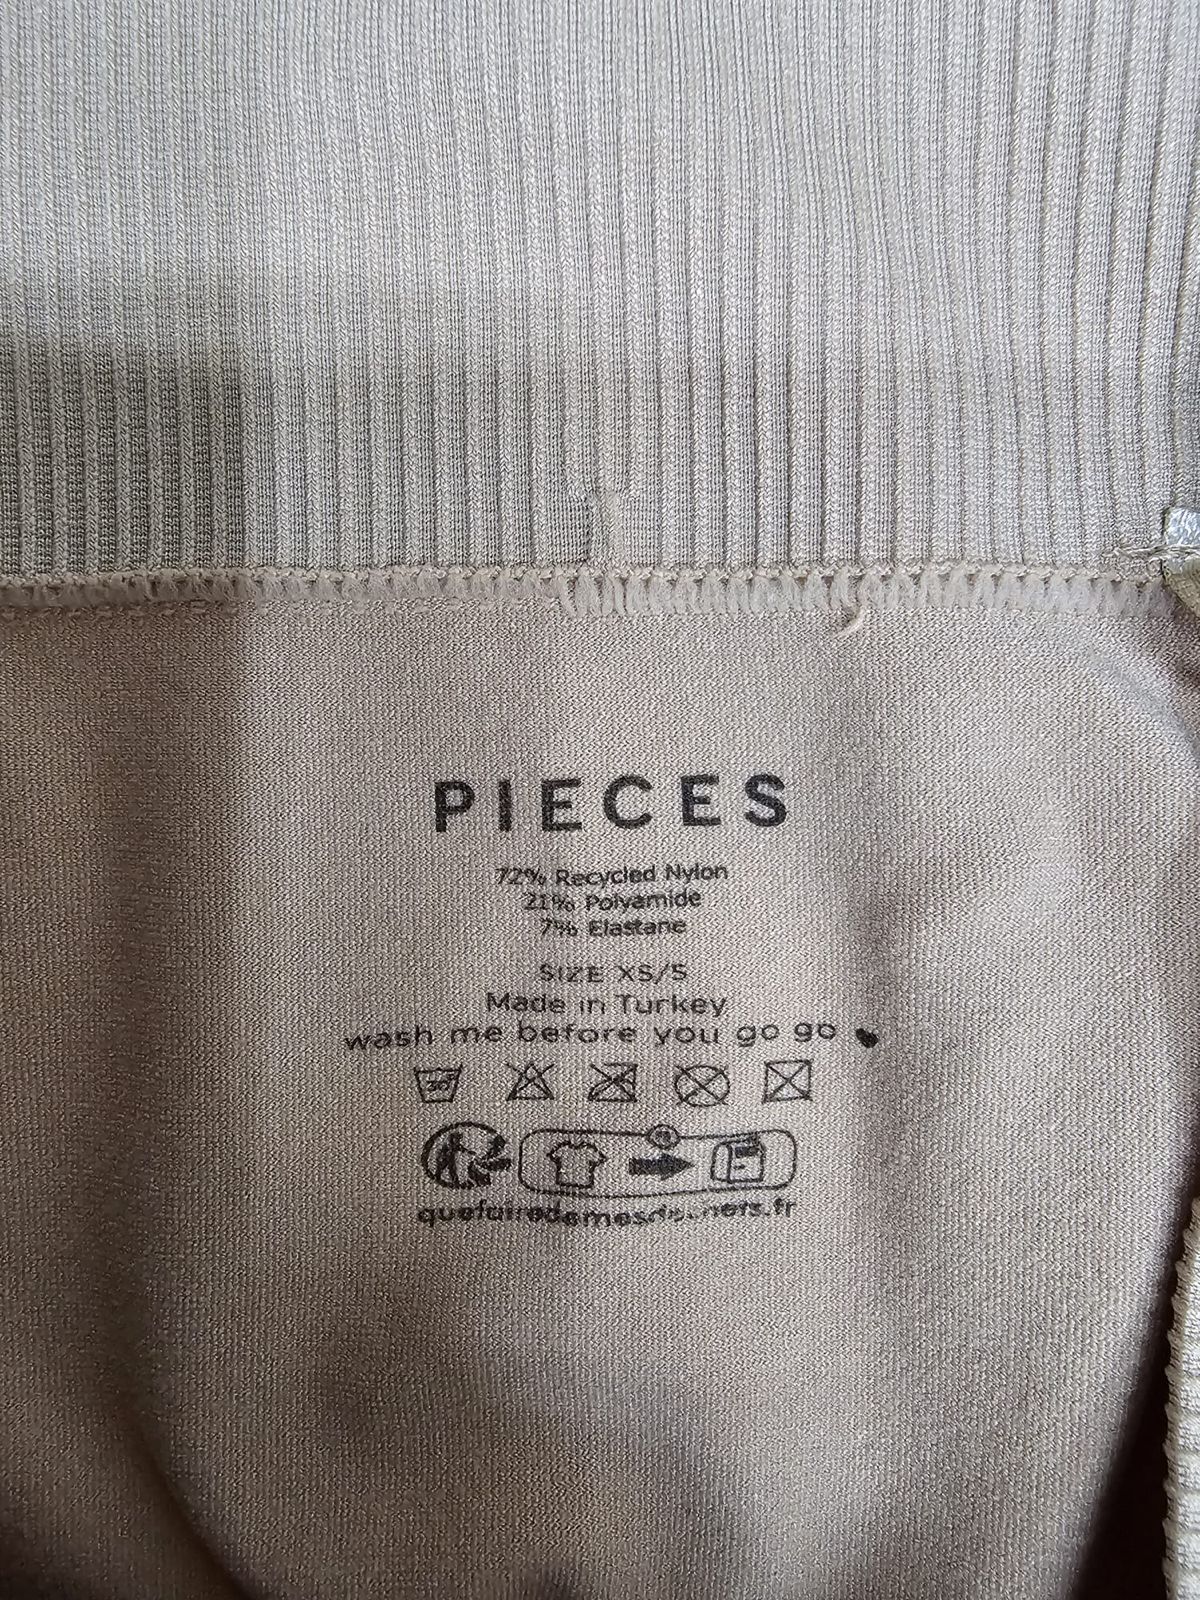 PIECES
72% Recycled Nylon
21% Polyamide
7% Elastane
SIZE XS/S
Made in Turkey
wash me before you go go
30°